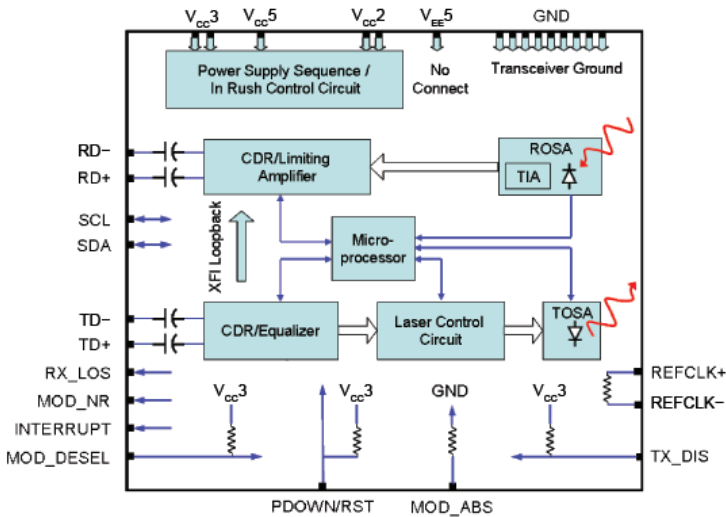 VCC3 VCC5 VCC2 VEE5 GND
Power Supply Sequence /
In Rush Control Circuit
No
Connect
Transceiver Ground
RD−
RD+
CDR/Limiting
Amplifier
ROSA
TIA
SCL
SDA
XFI Loopback
Micro-
processor
TD−
TD+
CDR/Equalizer
Laser Control
Circuit
TOSA
RX_LOS
MOD_NR
INTERRUPT
MOD_DESEL
VCC3
VCC3
GND
VCC3
REFCLK+
REFCLK−
TX_DIS
PDOWN/RST
MOD_ABS